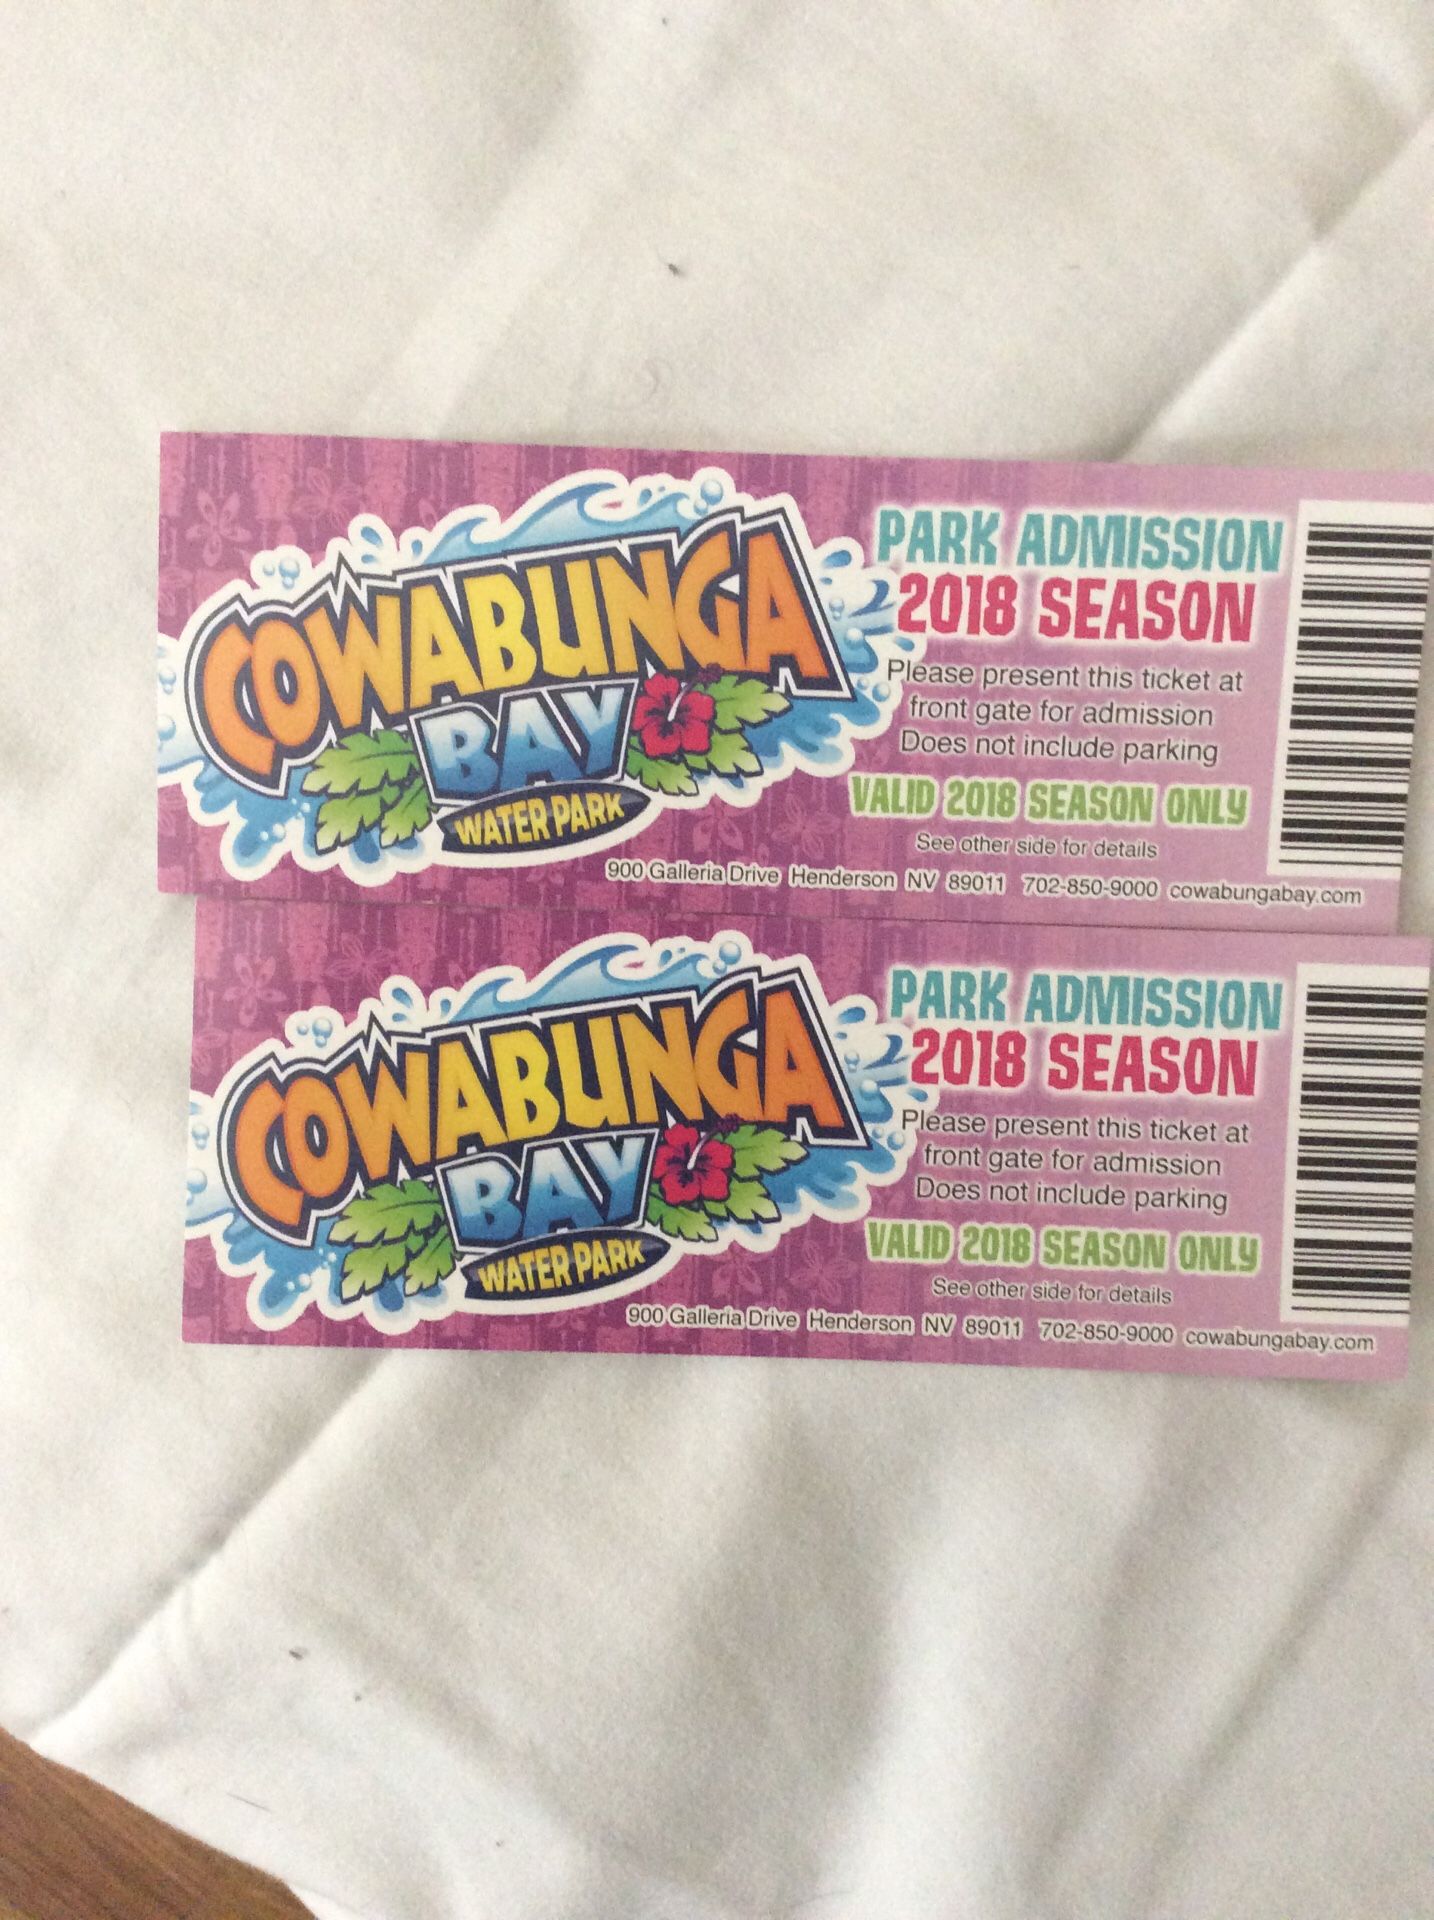 COWABUNGA
BAY
WATER PARK
PARK ADMISSION
2018 SEASON
Please present this ticket at
front gate for admission
Does not include parking
VALID 2018 SEASON ONLY
See other side for details
900 Galleria Drive Henderson NV 89011 702-850-9000 cowabungabay.com
COWABUNGA
BAY
WATER PARK
PARK ADMISSION
2018 SEASON
Please present this ticket at
front gate for admission
Does not include parking
VALID 2018 SEASON ONLY
See other side for details
900 Galleria Drive Henderson NV 89011 702-850-9000 cowabungabay.com